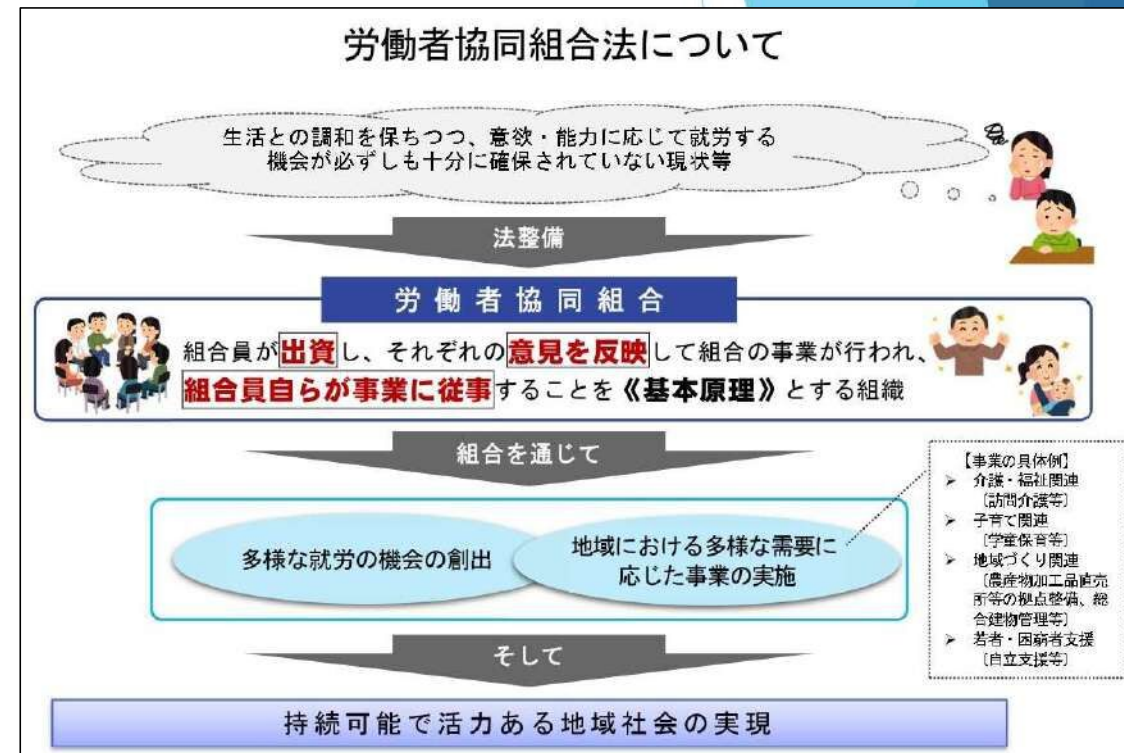 労働者協同組合法について
生活との調和を保ちつつ、意欲・能力に応じて就労する
機会が必ずしも十分に確保されていない現状等
法整備
労働者協同組合
組合員が出資し、それぞれの意見を反映して組合の事業が行われ、
組合員自らが事業に従事することを《基本原理》とする組織
組合を通じて
多様な就労の機会の創出
地域における多様な需要に
応じた事業の実施
【事業の具体例】
➢ 介護・福祉関連
〔訪問介護等〕
➢ 子育て関連
〔学童保育等〕
➢ 地域づくり関連
〔農産物加工品直売
所等の拠点整備、総
合建物管理等〕
➢ 若者・困窮者支援
〔自立支援等〕
そして
持続可能で活力ある地域社会の実現